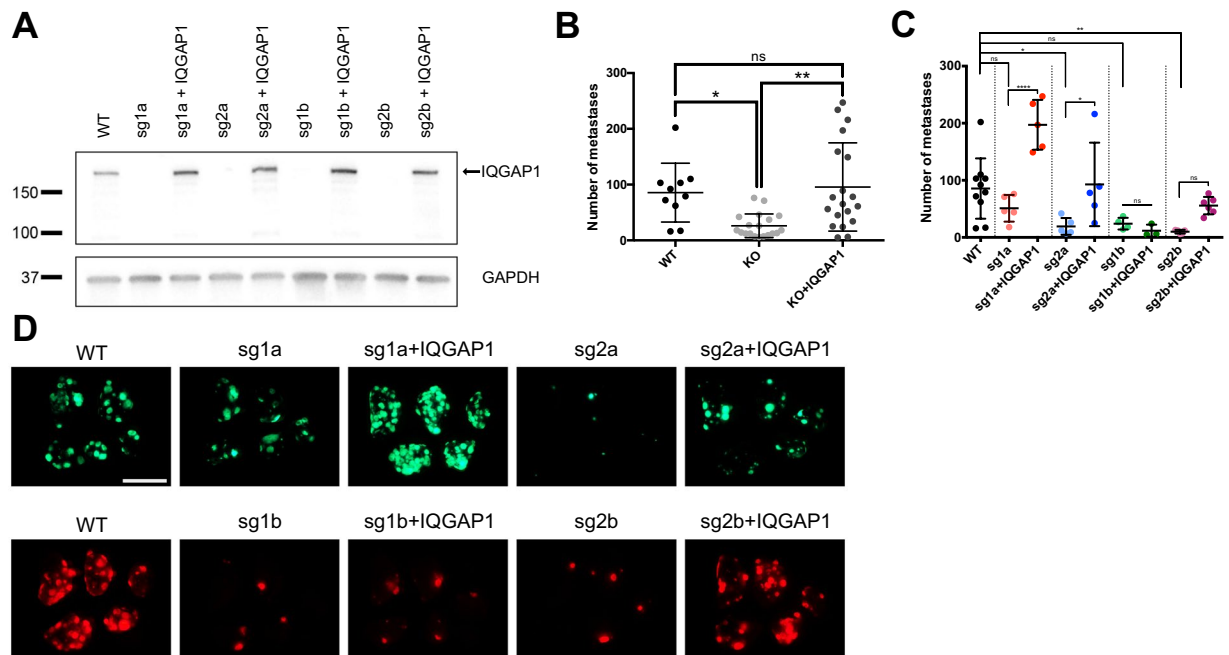 A
WT
sg1a
sg1a + IQGAP1
sg2a
sg2a + IQGAP1
sg1b
sg1b + IQGAP1
sg2b
sg2b + IQGAP1
150
100
37
IQGAP1
GAPDH
B
Number of metastases
300
200
100
0
ns
*
**
WT
KO
KO+IQGAP1
C
Number of metastases
300
200
100
0
**
ns
*
ns
****
*
ns
ns
WT
sg1a
sg1a+IQGAP1
sg2a
sg2a+IQGAP1
sg1b
sg1b+IQGAP1
sg2b
sg2b+IQGAP1
D
WT sg1a sg1a+IQGAP1 sg2a sg2a+IQGAP1
WT sg1b sg1b+IQGAP1 sg2b sg2b+IQGAP1